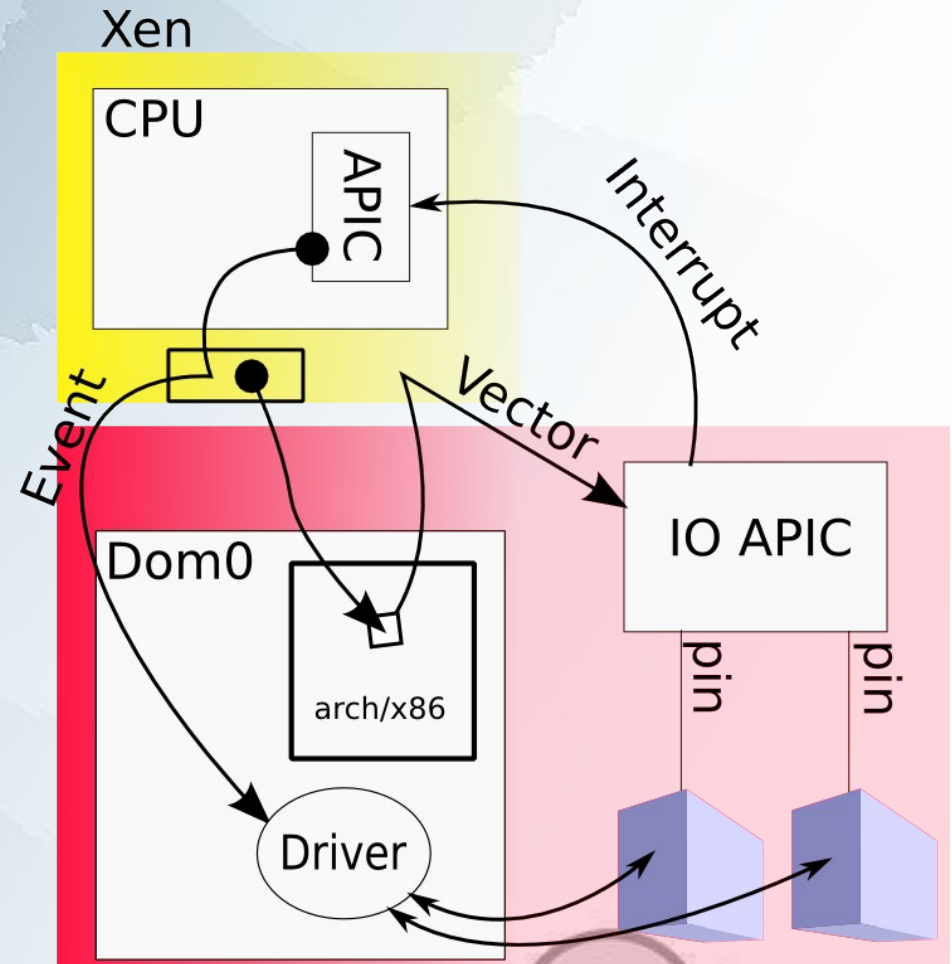 Xen
CPU
APIC
Interrupt
Event
Vector
IO APIC
Dom0
pin
pin
arch/x86
Driver